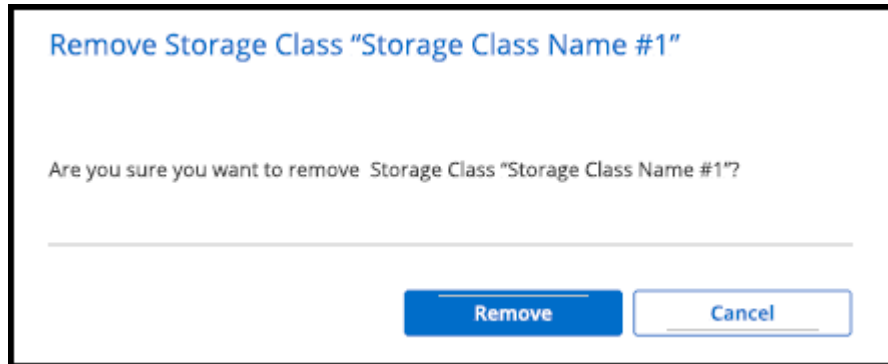 Remove Storage Class “Storage Class Name #1”
Are you sure you want to remove  Storage Class “Storage Class Name #1”?
Remove
Cancel